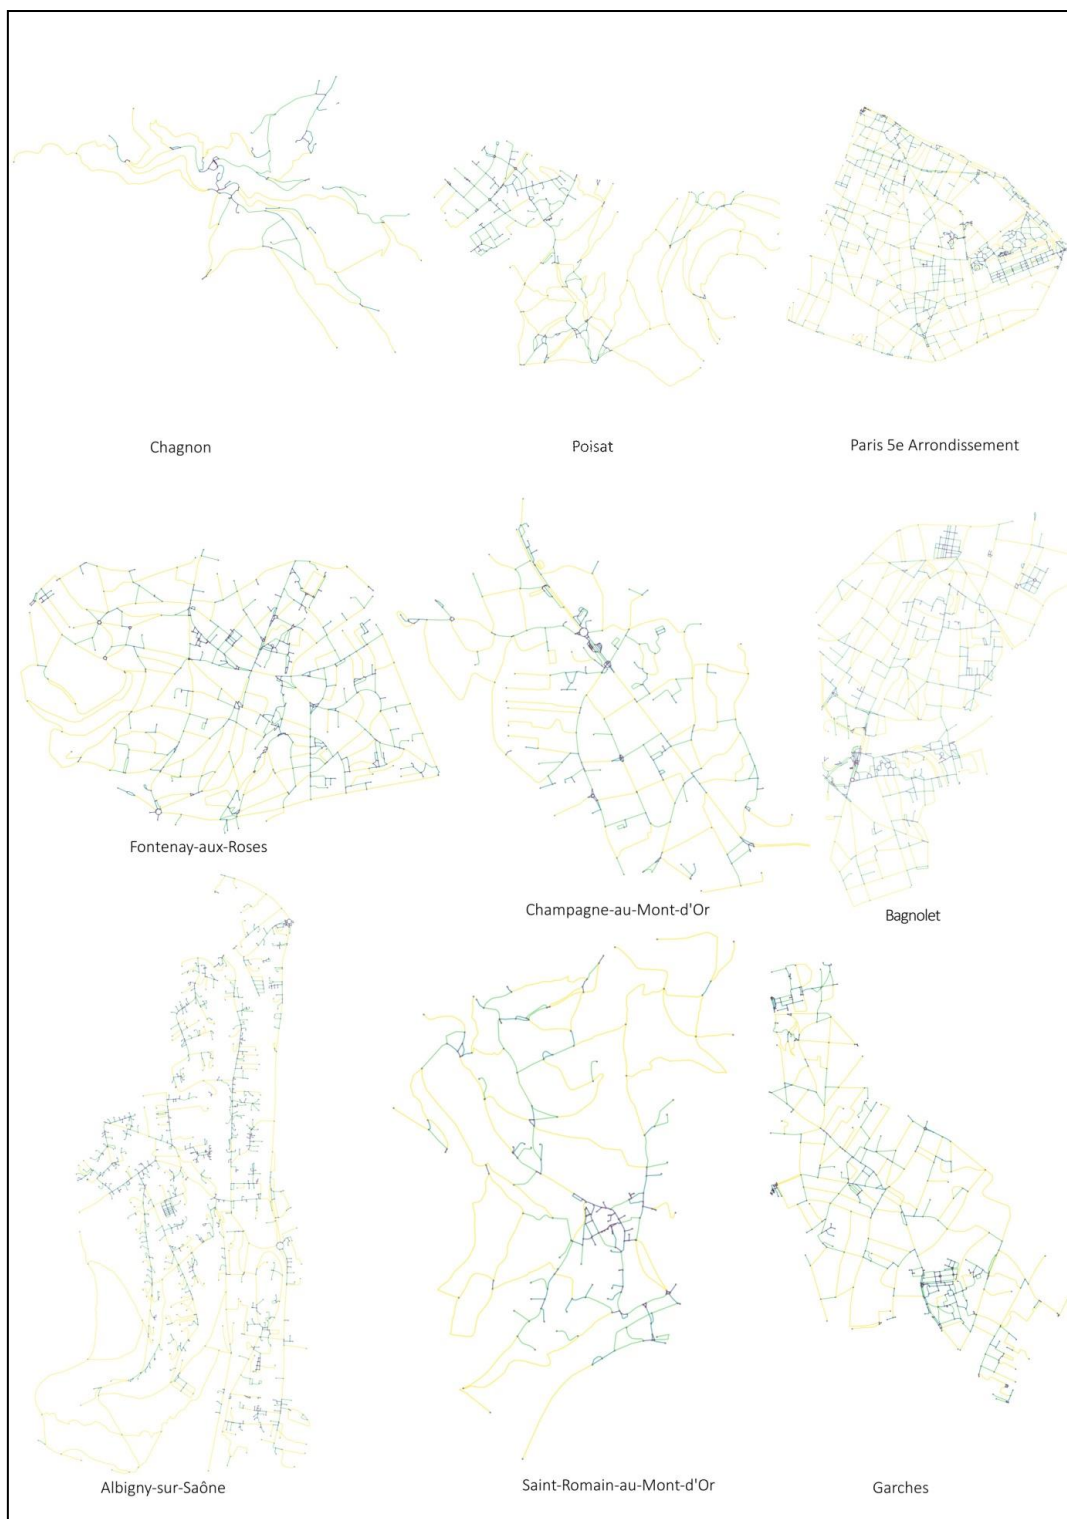 Chagnon
Poisat
Paris 5e Arrondissement
Fontenay-aux-Roses
Champagne-au-Mont-d'Or
Bagnolet
Albigny-sur-Saône
Saint-Romain-au-Mont-d'Or
Garches